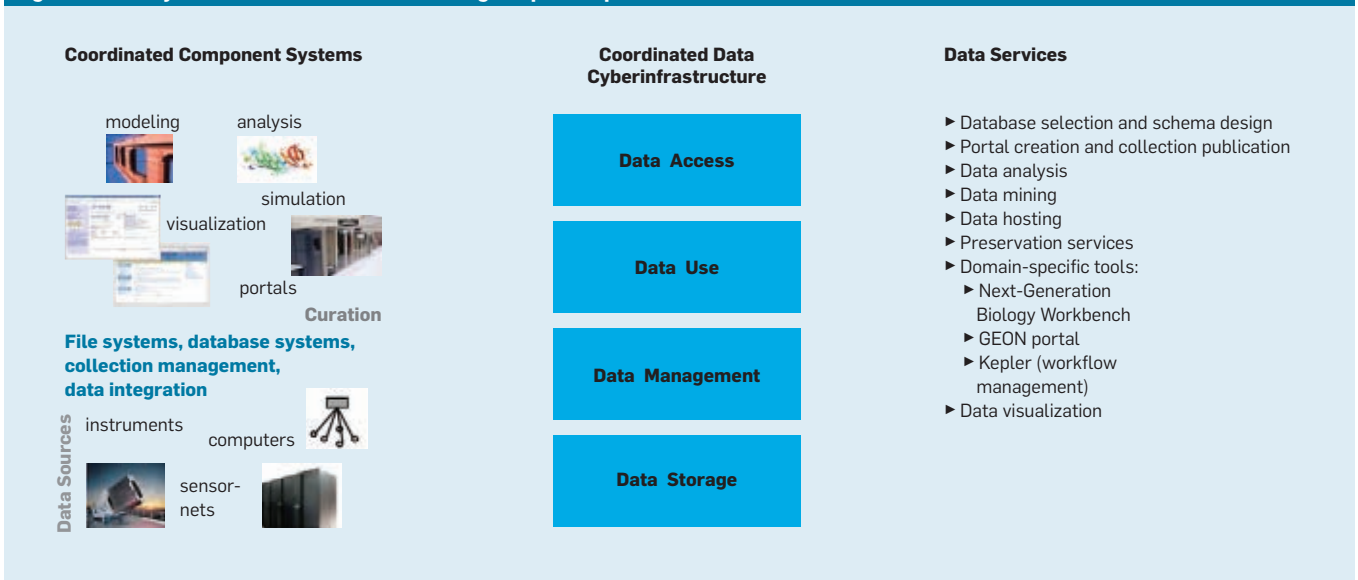 Coordinated Component Systems
modeling
analysis
simulation
visualization
portals
Curation
File systems, database systems,
collection management,
data integration
Data Sources
instruments
computers
sensor-
nets
Coordinated Data
Cyberinfrastructure
Data Access
Data Use
Data Management
Data Storage
Data Services
► Database selection and schema design
► Portal creation and collection publication
► Data analysis
► Data mining
► Data hosting
► Preservation services
► Domain-specific tools:
► Next-Generation
Biology Workbench
► GEON portal
► Kepler (workflow
management)
► Data visualization